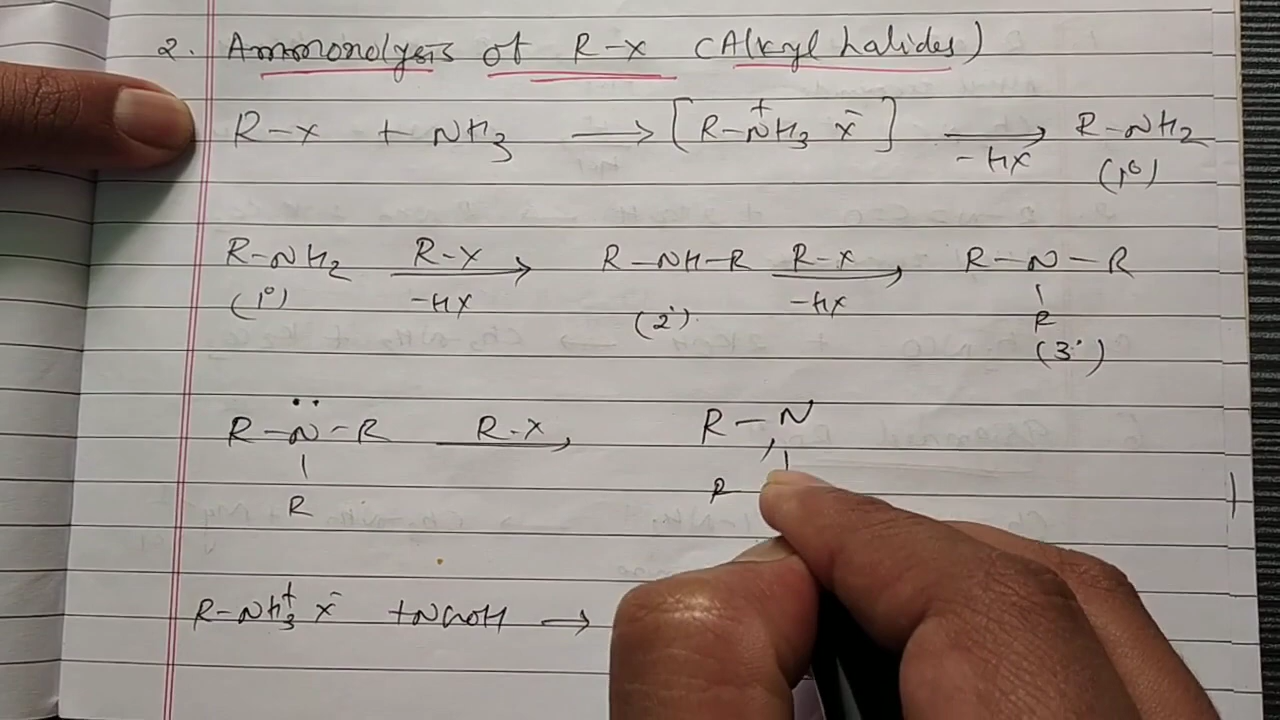 2. Ammonolysis of R-X (Alkyl halides)
R-X + NH3 ⟶ [R-N⁺H3 X⁻] ⟶ R-NH2
-HX (1°)
R-NH2 R-X⟶ R-NH-R R-X⟶ R-N-R
(1°) -HX (2°) -HX R
(3°)
R-N̈-R R-X⟶ R-N
R R
R-NH3⁺ X⁻ +NaOH ⟶